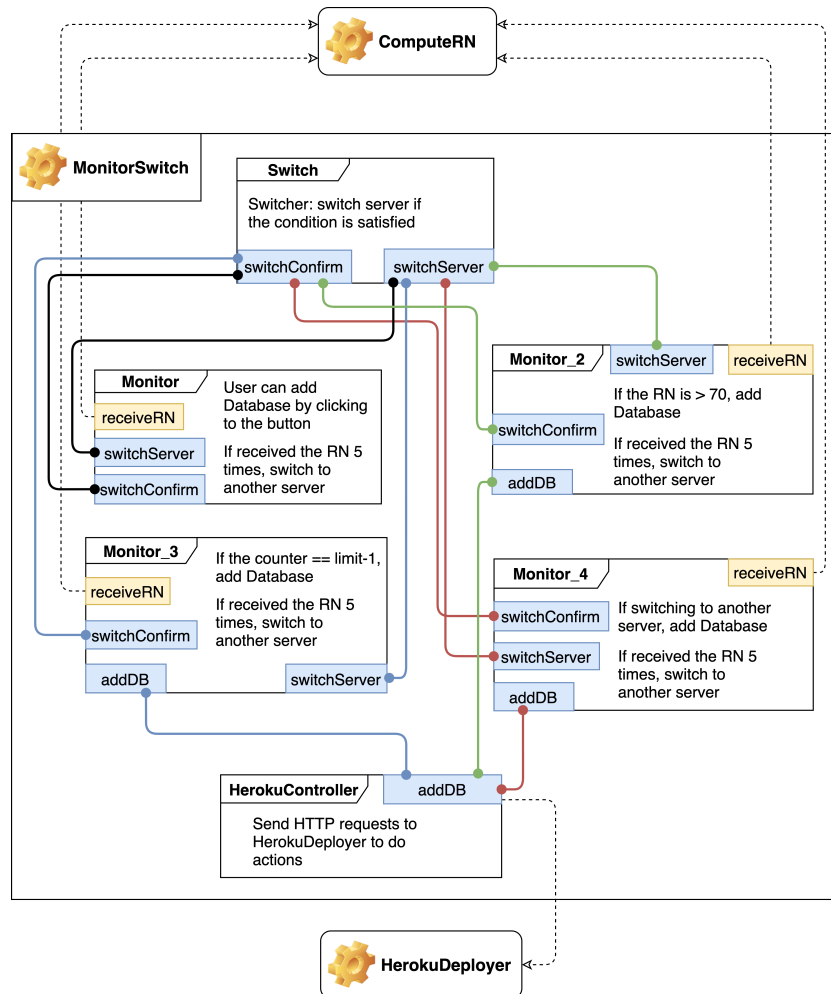 ComputeRN
MonitorSwitch
Switch
Switcher: switch server if
the condition is satisfied
switchConfirm
switchServer
Monitor
User can add
Database by clicking
to the button
If received the RN 5
times, switch to
another server
receiveRN
switchServer
switchConfirm
Monitor_2
switchServer
receiveRN
If the RN is > 70, add
Database
If received the RN 5
times, switch to
another server
switchConfirm
addDB
Monitor_3
If the counter == limit-1,
add Database
If received the RN 5
times, switch to
another server
receiveRN
switchConfirm
addDB
switchServer
Monitor_4
receiveRN
If switching to another
server, add Database
If received the RN 5
times, switch to
another server
switchConfirm
switchServer
addDB
HerokuController
addDB
Send HTTP requests to
HerokuDeployer to do
actions
HerokuDeployer